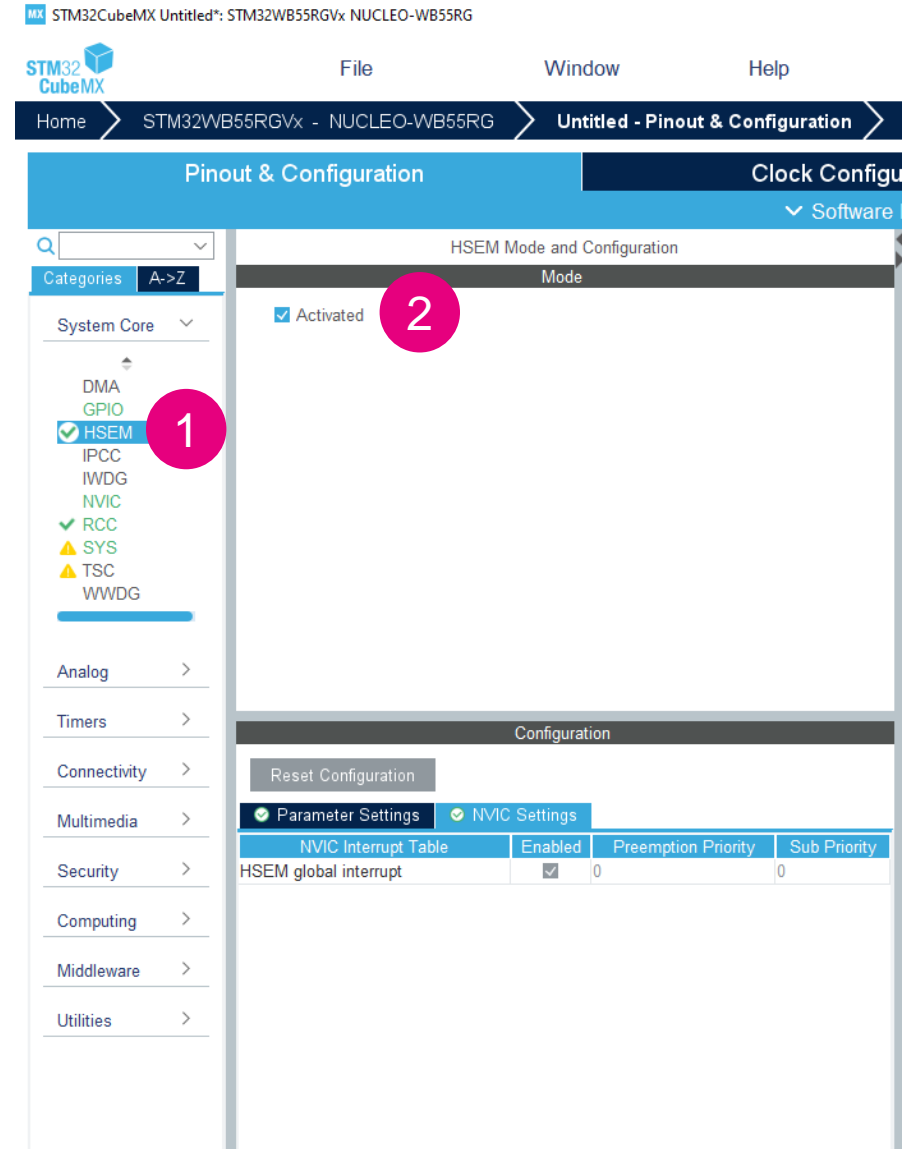 MX STM32CubeMX Untitled*: STM32WB55RGVx NUCLEO-WB55RG
STM32
CubeMX
File Window Help
Home STM32WB55RGVx - NUCLEO-WB55RG Untitled - Pinout & Configuration
Pinout & Configuration Clock Configu
Software
HSEM Mode and Configuration
Categories A->Z
Mode
System Core
Activated
2
DMA
GPIO
HSEM
1
IPCC
IWDG
NVIC
RCC
SYS
TSC
WWDG
Analog
Timers
Connectivity
Multimedia
Security
Computing
Middleware
Utilities
Configuration
Reset Configuration
Parameter Settings NVIC Settings
NVIC Interrupt Table Enabled Preemption Priority Sub Priority
HSEM global interrupt 0 0